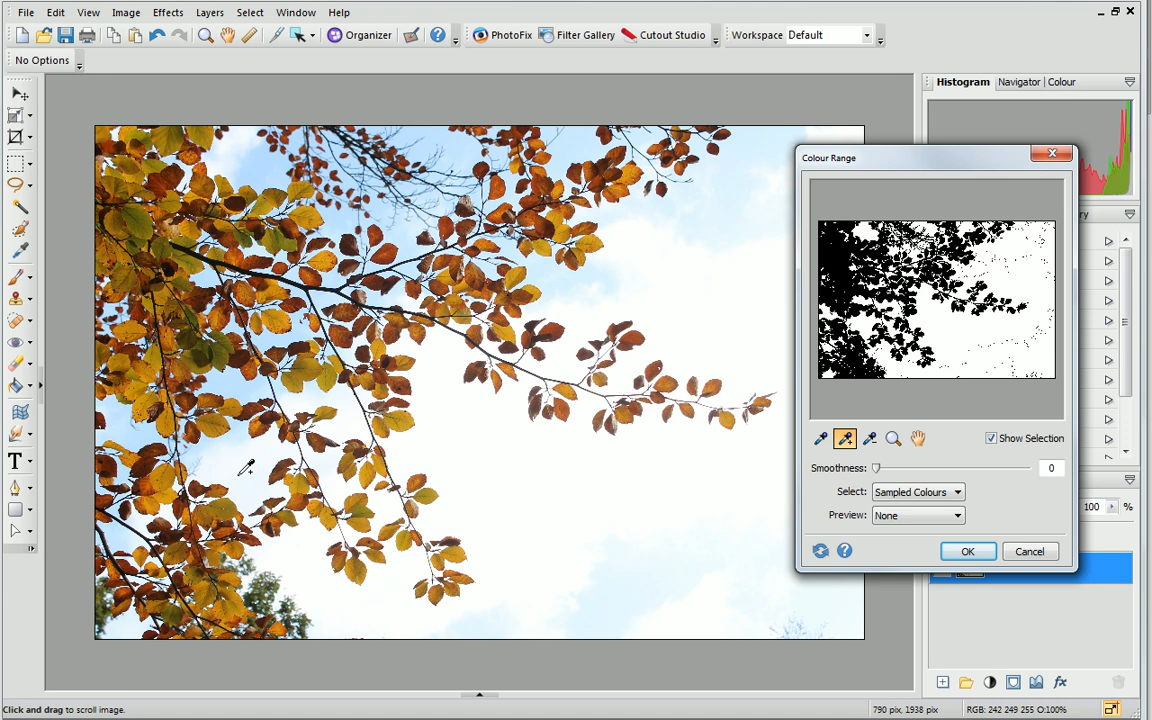 File Edit View Image Effects Layers Select Window Help
Organizer PhotoFix Filter Gallery Cutout Studio Workspace Default
No Options
Histogram Navigator Colour
Colour Range
Show Selection
Smoothness: 0
Select: Sampled Colours
Preview: None
100 %
OK Cancel
Click and drag to scroll image. 790 pix, 1938 pix RGB: 242 249 255 O:100%